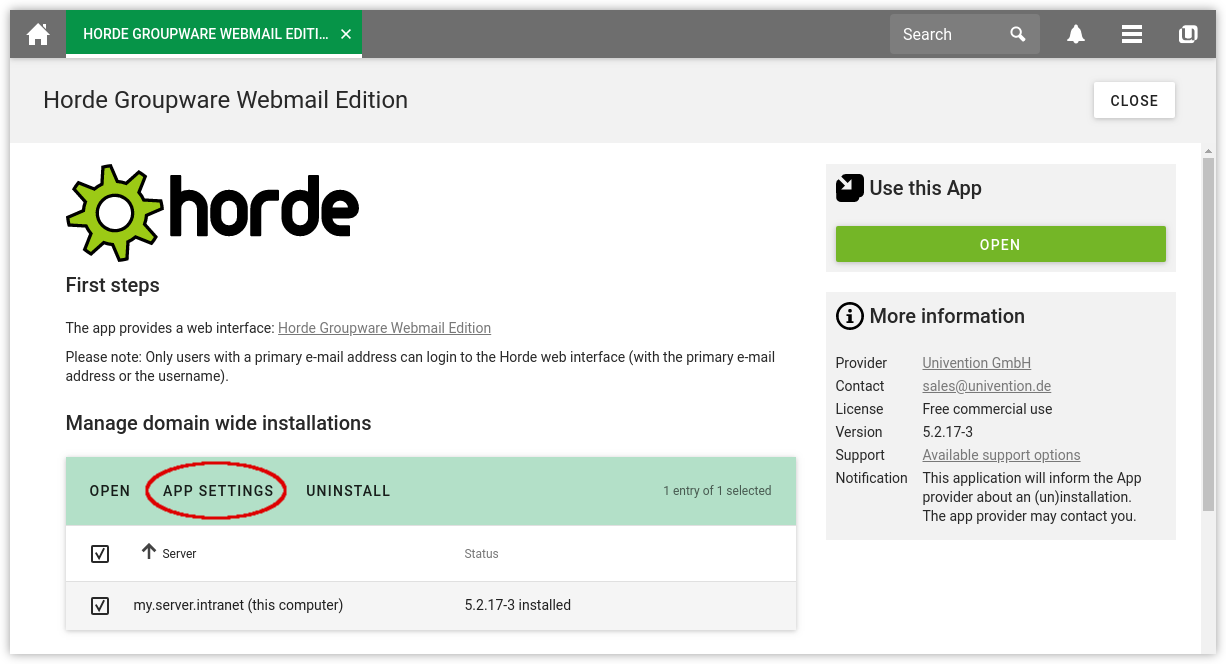 HORDE GROUPWARE WEBMAIL EDITI... ×
Search
Horde Groupware Webmail Edition
CLOSE
horde
First steps
The app provides a web interface: Horde Groupware Webmail Edition
Please note: Only users with a primary e-mail address can login to the Horde web interface (with the primary e-mail
address or the username).
Manage domain wide installations
OPEN APP SETTINGS UNINSTALL 1 entry of 1 selected
Server Status
my.server.intranet (this computer) 5.2.17-3 installed
Use this App
OPEN
More information
Provider Univention GmbH
Contact sales@univention.de
License Free commercial use
Version 5.2.17-3
Support Available support options
Notification This application will inform the App
provider about an (un)installation.
The app provider may contact you.